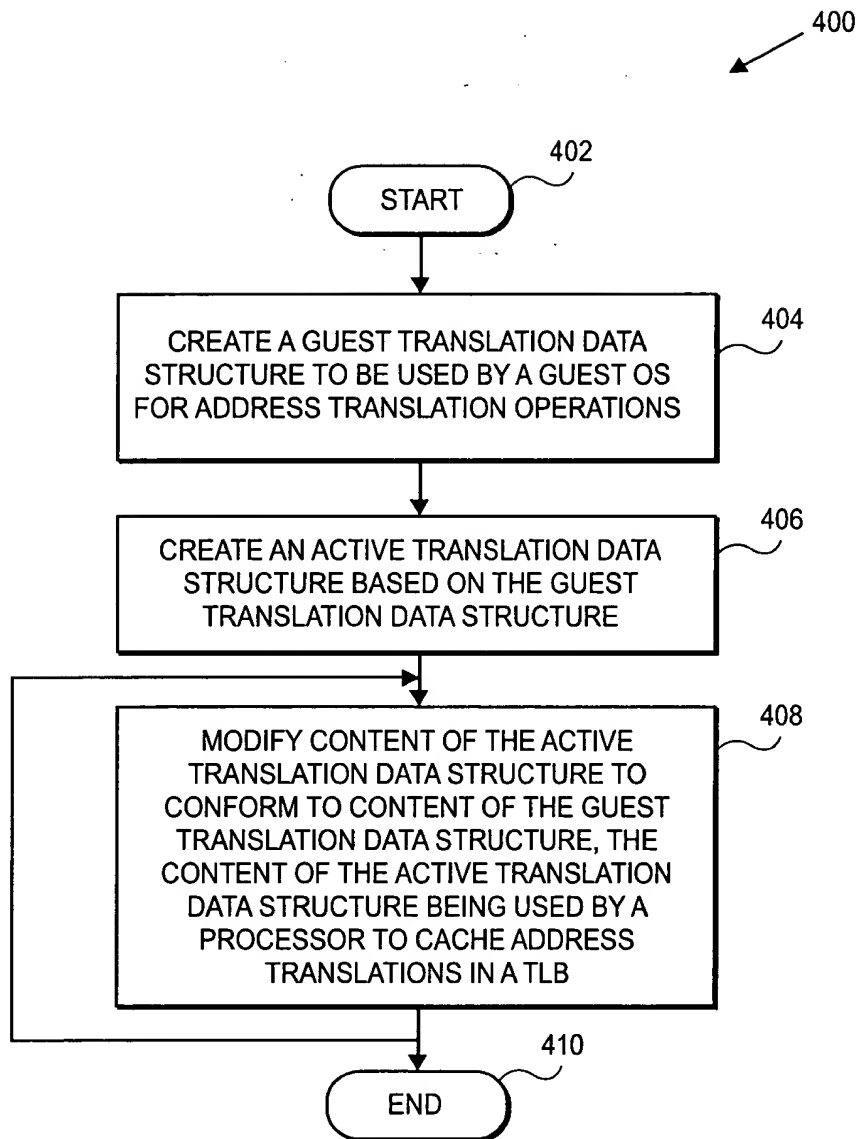 400
402
START
404
CREATE A GUEST TRANSLATION DATA
STRUCTURE TO BE USED BY A GUEST OS
FOR ADDRESS TRANSLATION OPERATIONS
406
CREATE AN ACTIVE TRANSLATION DATA
STRUCTURE BASED ON THE GUEST
TRANSLATION DATA STRUCTURE
408
MODIFY CONTENT OF THE ACTIVE
TRANSLATION DATA STRUCTURE TO
CONFORM TO CONTENT OF THE GUEST
TRANSLATION DATA STRUCTURE, THE
CONTENT OF THE ACTIVE TRANSLATION
DATA STRUCTURE BEING USED BY A
PROCESSOR TO CACHE ADDRESS
TRANSLATIONS IN A TLB
410
END